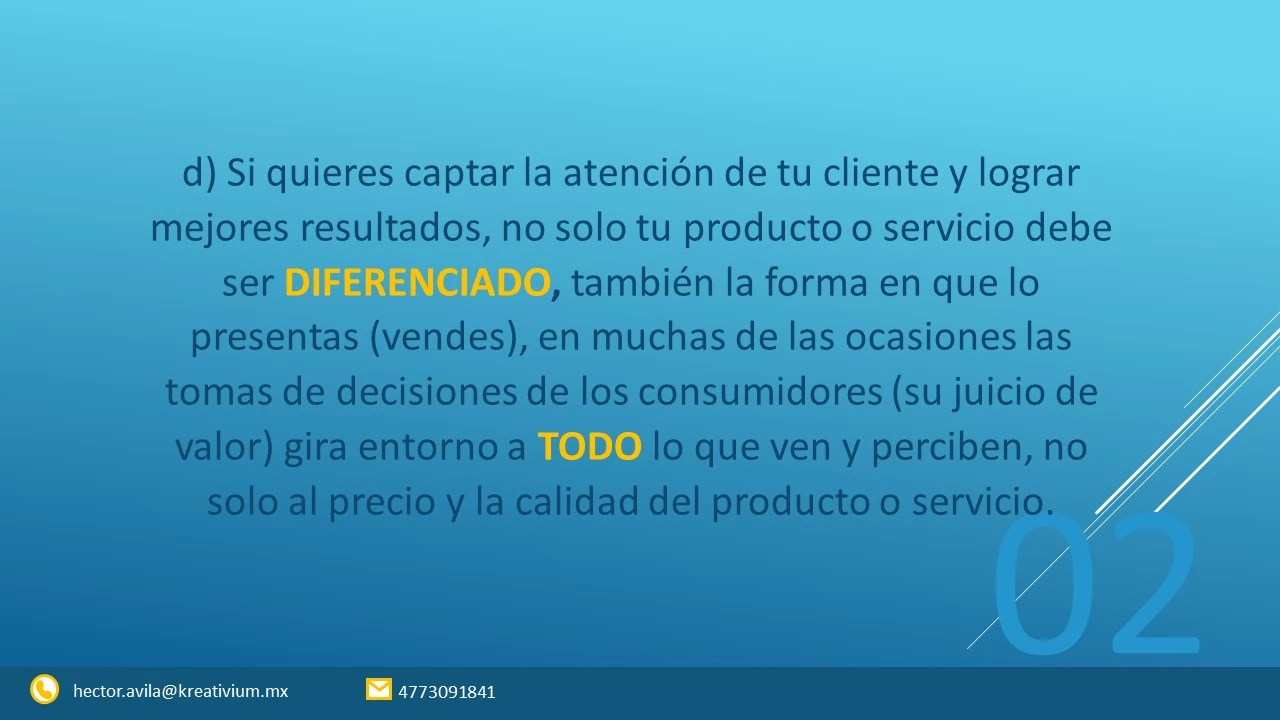 d) Si quieres captar la atención de tu cliente y lograr
mejores resultados, no solo tu producto o servicio debe
ser DIFERENCIADO, también la forma en que lo
presentas (vendes), en muchas de las ocasiones las
tomas de decisiones de los consumidores (su juicio de
valor) gira entorno a TODO lo que ven y perciben, no
solo al precio y la calidad del producto o servicio.
02
hector.avila@kreativium.mx
4773091841